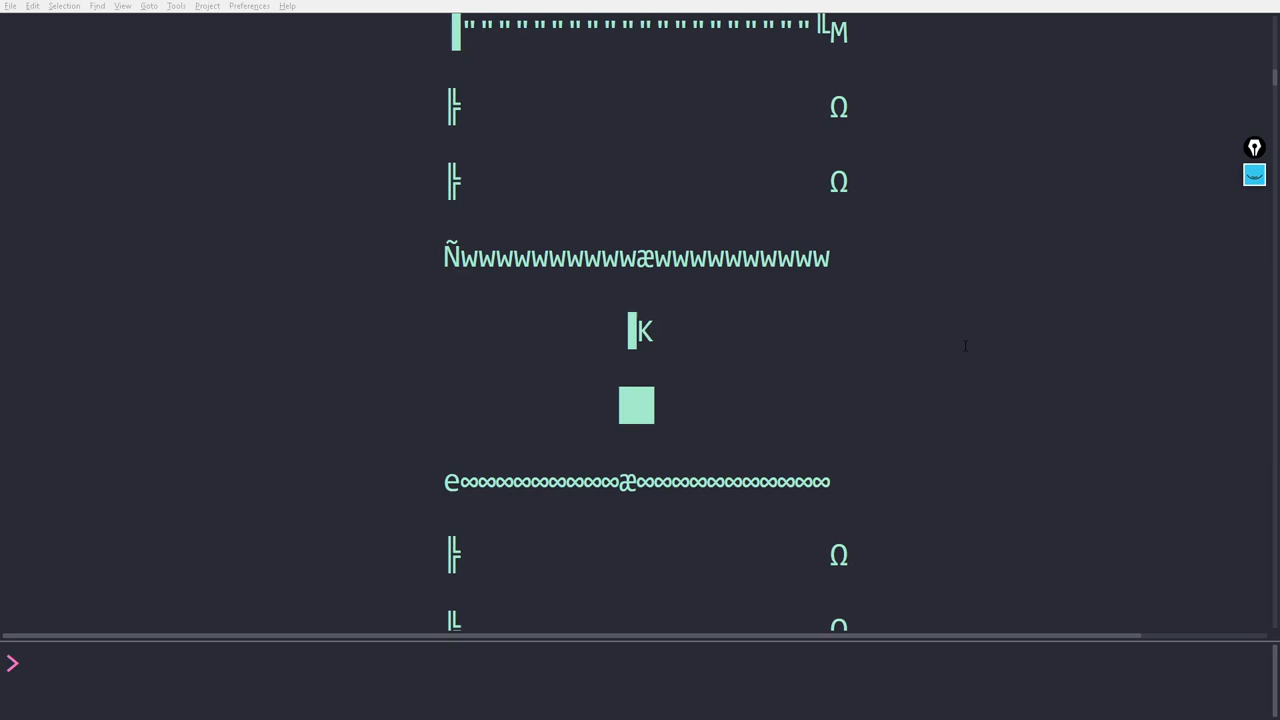 File Edit Selection Find View Goto Tools Project Preferences Help
▐""""""""""""""""""""╙M
╠ Ω
╠ Ω
Ñwwwwwwwwwwæwwwwwwwwww
▐K
██
e∞∞∞∞∞∞∞∞∞æ∞∞∞∞∞∞∞∞∞∞∞
╠ Ω
╠ Ω
>